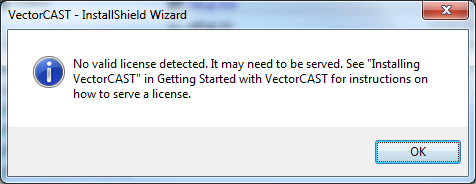 VectorCAST - InstallShield Wizard
No valid license detected. It may need to be served. See "Installing
VectorCAST" in Getting Started with VectorCAST for instructions on
how to serve a license.
OK